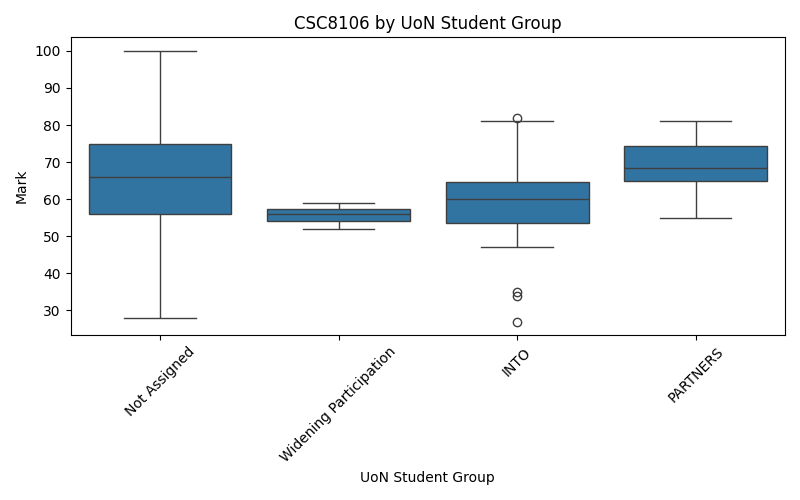 CSC8106 by UoN Student Group
100
90
80
70
60
50
40
30
Mark
Not Assigned
Widening Participation
INTO
PARTNERS
UoN Student Group